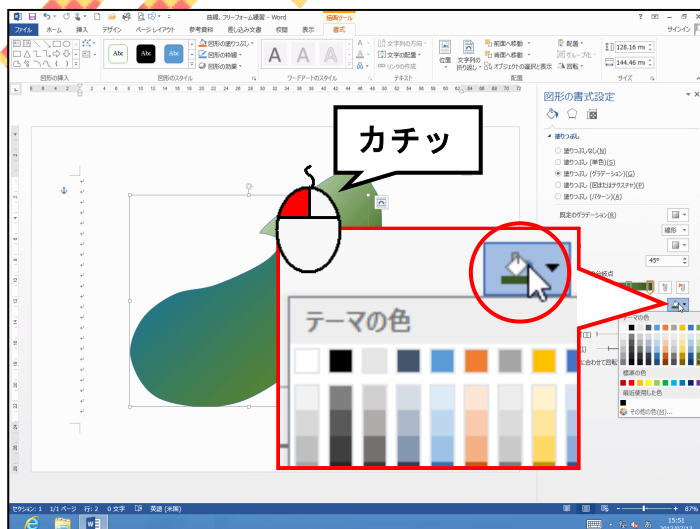 曲線、フリーフォーム練習 - Word
描画ツール
ファイル ホーム 挿入 デザイン ページ レイアウト 参考資料 差し込み文書 校閲 表示 書式
サインイン
Abc Abc Abc
図形の塗りつぶし
図形の枠線
図形の効果
A A A
文字列の方向
文字の配置
リンクの作成
位置 文字列の折り返し
前面へ移動
背面へ移動
オブジェクトの選択と表示
配置
グループ化
回転
128.16 mi
144.46 mi
図形の挿入 図形のスタイル ワードアートのスタイル テキスト 配置 サイズ
図形の書式設定
塗りつぶし
塗りつぶしなし(N)
塗りつぶし (単色)(S)
塗りつぶし (グラデーション)(G)
塗りつぶし (図またはテクスチャ)(P)
塗りつぶし (パターン)(A)
既定のグラデーション(R)
線形
45°
カチッ
テーマの色
テーマの色
標準の色
最近使用した色
その他の色(M)...
セクション: 1 1/1 ページ 行: 2 0 文字 英語 (米国)
87%
15:51